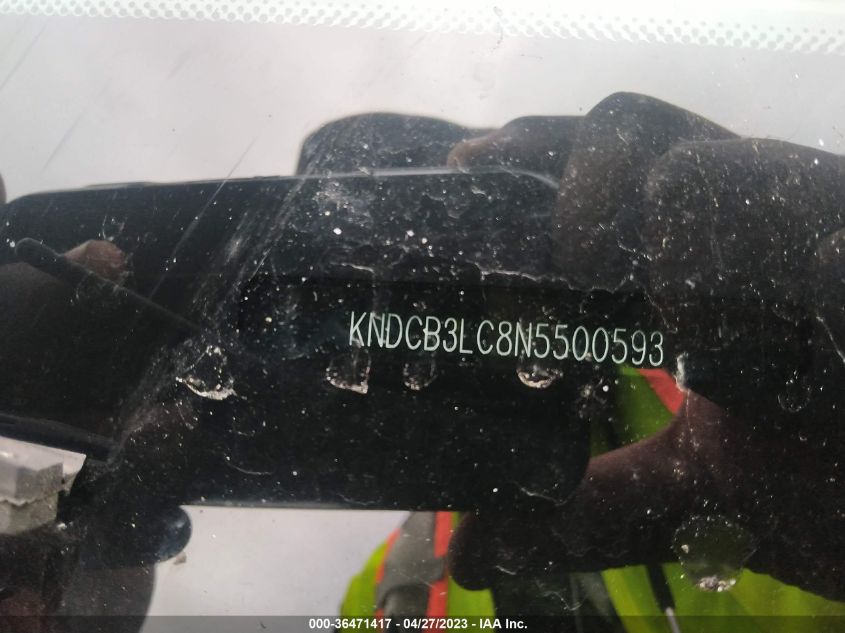 KNDCB3LC8N5500593
000-36471417 - 04/27/2023 - IAA Inc.